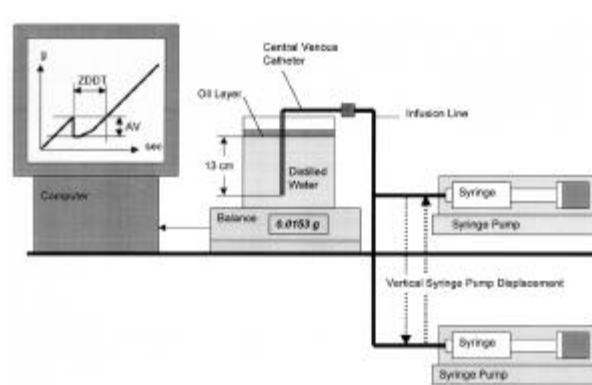 g
ZDDT
AV
sec
Computer
Central Venous
Catheter
Oil Layer
Infusion Line
13 cm
Distilled
Water
Balance
0.0153 g
Syringe
Syringe Pump
Vertical Syringe Pump Displacement
Syringe
Syringe Pump